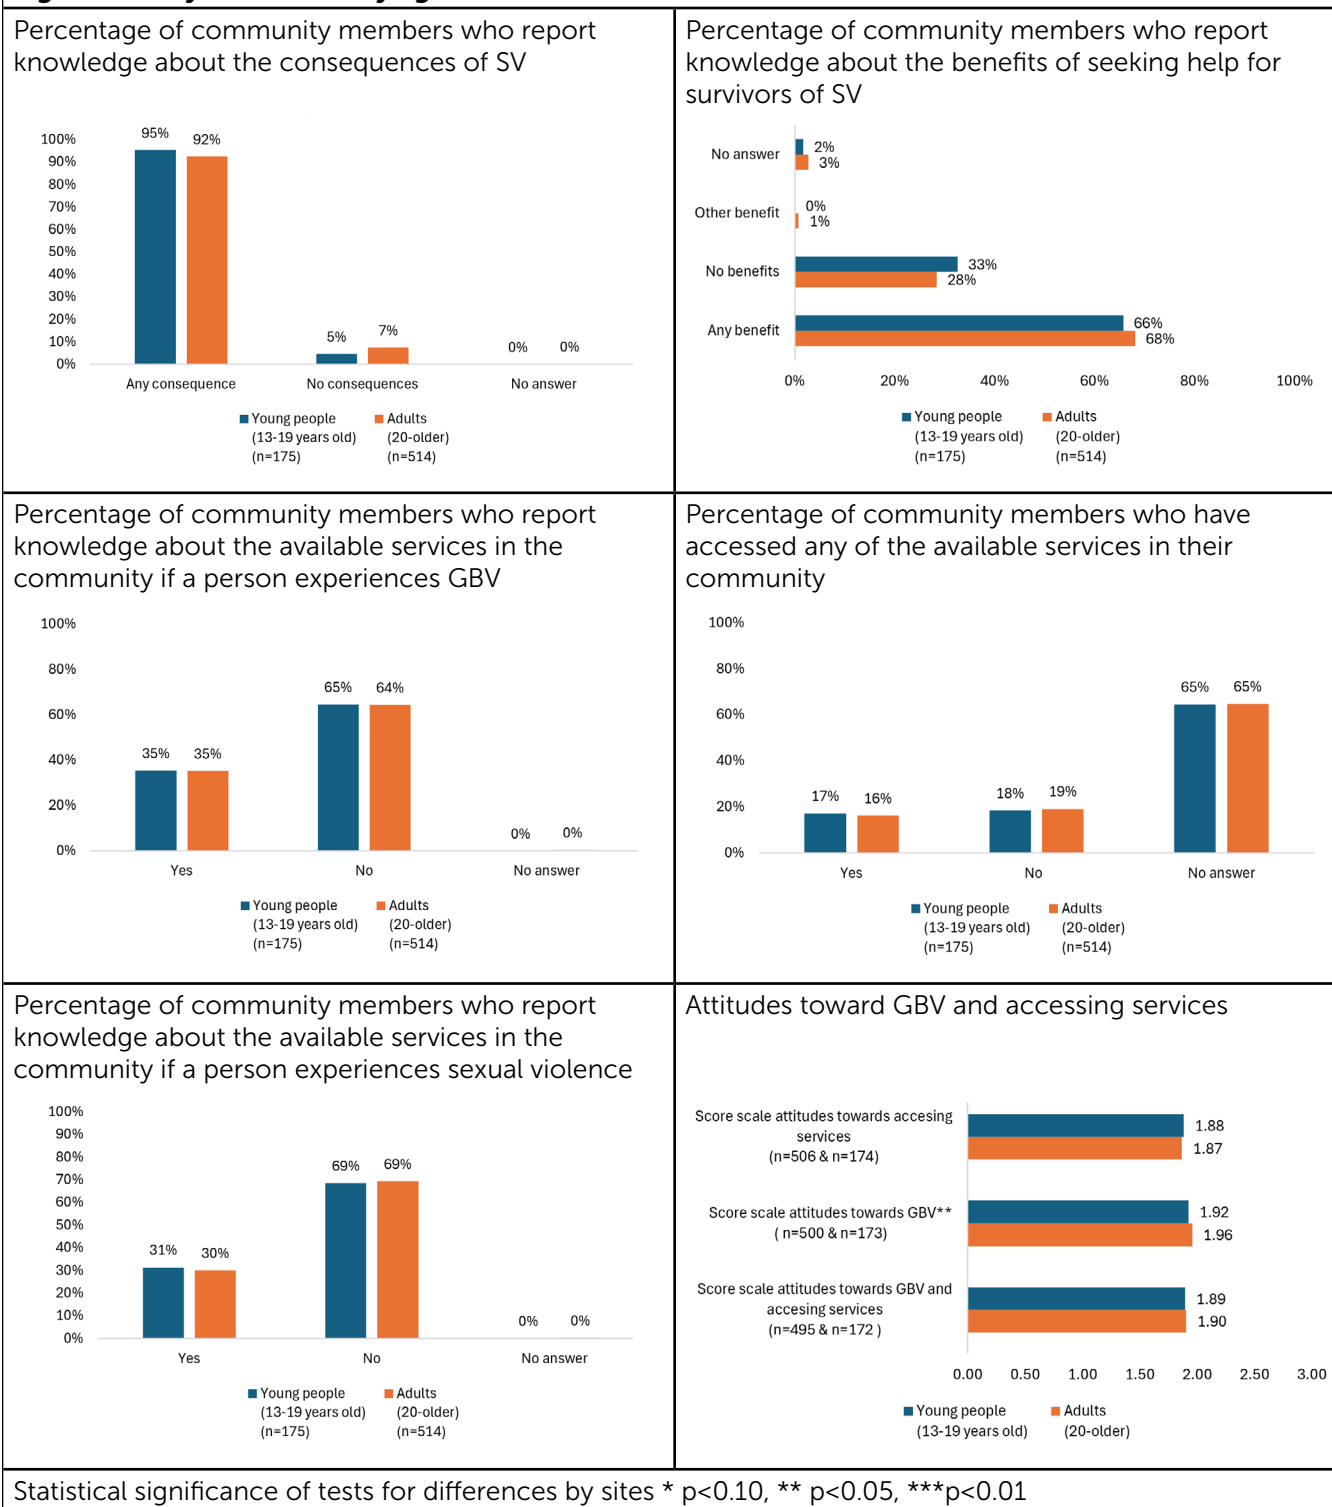 Percentage of community members who report
knowledge about the consequences of SV
100%
90%
80%
70%
60%
50%
40%
30%
20%
10%
0%
95%
92%
5%
7%
0%
0%
Any consequence
No consequences
No answer
Young people
(13-19 years old)
(n=175)
Adults
(20-older)
(n=514)
Percentage of community members who report
knowledge about the benefits of seeking help for
survivors of SV
No answer
2%
3%
Other benefit
0%
1%
No benefits
33%
28%
Any benefit
66%
68%
0%
20%
40%
60%
80%
100%
Young people
(13-19 years old)
(n=175)
Adults
(20-older)
(n=514)
Percentage of community members who report
knowledge about the available services in the
community if a person experiences GBV
100%
80%
60%
40%
20%
0%
35%
35%
65%
64%
0%
0%
Yes
No
No answer
Young people
(13-19 years old)
(n=175)
Adults
(20-older)
(n=514)
Percentage of community members who have
accessed any of the available services in their
community
100%
80%
60%
40%
20%
0%
17%
16%
18%
19%
65%
65%
Yes
No
No answer
Young people
(13-19 years old)
(n=175)
Adults
(20-older)
(n=514)
Percentage of community members who report
knowledge about the available services in the
community if a person experiences sexual violence
100%
90%
80%
70%
60%
50%
40%
30%
20%
10%
0%
31%
30%
69%
69%
0%
0%
Yes
No
No answer
Young people
(13-19 years old)
(n=175)
Adults
(20-older)
(n=514)
Attitudes toward GBV and accessing services
Score scale attitudes towards accesing
services
(n=506 & n=174)
1.88
1.87
Score scale attitudes towards GBV**
( n=500 & n=173)
1.92
1.96
Score scale attitudes towards GBV and
accesing services
(n=495 & n=172 )
1.89
1.90
0.00
0.50
1.00
1.50
2.00
2.50
3.00
Young people
(13-19 years old)
Adults
(20-older)
Statistical significance of tests for differences by sites * p<0.10, ** p<0.05, ***p<0.01